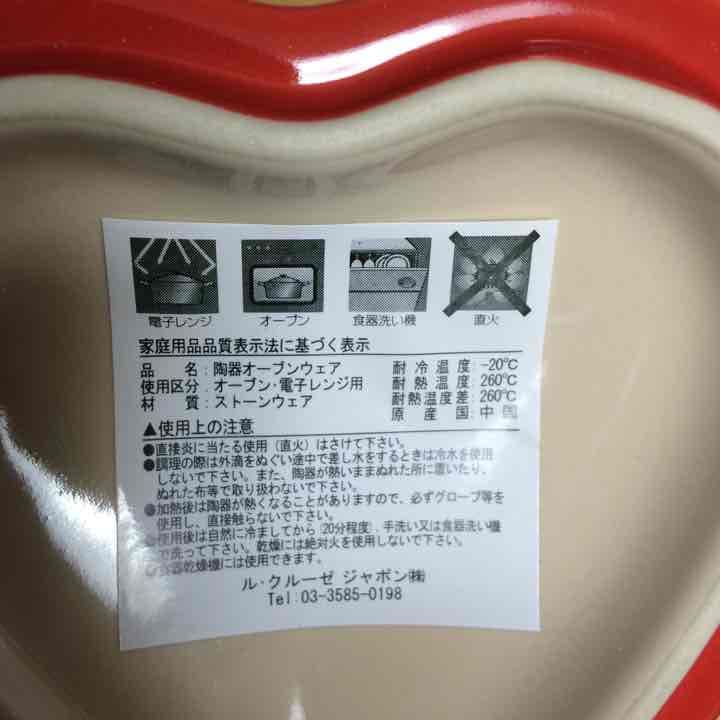 電子レンジ オーブン 食器洗い機 直火
家庭用品品質表示法に基づく表示
品 名:陶器オーブンウェア 耐冷温度:-20℃
使用区分:オーブン・電子レンジ用 耐熱温度:260℃
材 質:ストーンウェア 耐熱温度差:260℃
原産国:中国
▲使用上の注意
●直接炎に当たる使用(直火)はさけて下さい。
●調理の際は外滴をぬぐい途中で差し水をするときは冷水を使用
しないで下さい。また、陶器が熱いままぬれた所に置いたり、
ぬれた布等で取り扱わないで下さい。
●加熱後は陶器が熱くなることがありますので、必ずグローブ等を
使用し、直接触らないで下さい。
●使用後は自然に冷ましてから(20分程度)、手洗い又は食器洗い機
で洗って下さい。乾燥には絶対火を使用しないで下さい。
●食器乾燥機には使用できます。
ル・クルーゼ ジャポン㈱
Tel:03-3585-0198